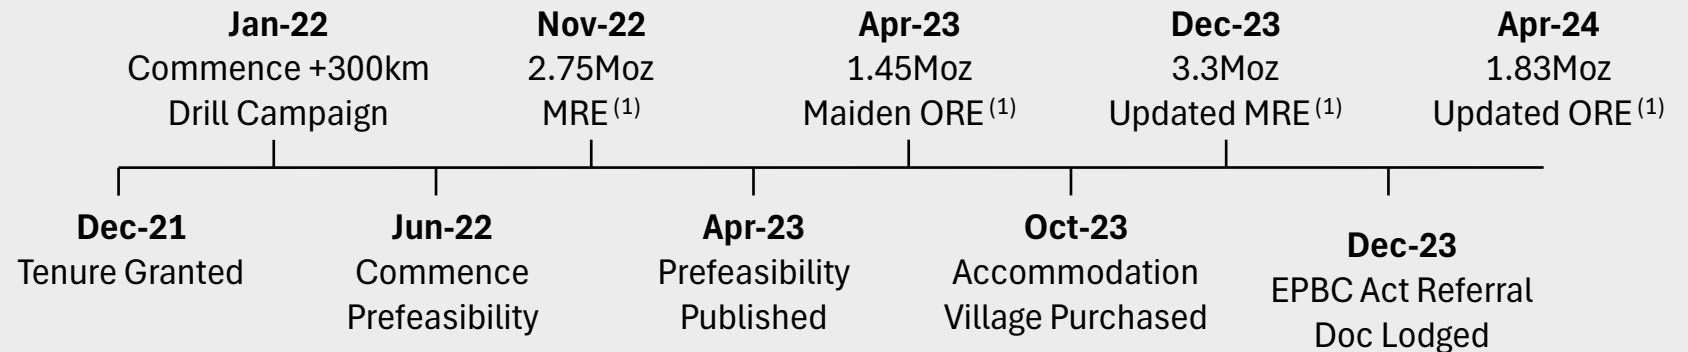 Jan-22
Commence +300km
Drill Campaign
Nov-22
2.75Moz
MRE (1)
Apr-23
1.45Moz
Maiden ORE (1)
Dec-23
3.3Moz
Updated MRE (1)
Apr-24
1.83Moz
Updated ORE (1)
Dec-21
Tenure Granted
Jun-22
Commence
Prefeasibility
Apr-23
Prefeasibility
Published
Oct-23
Accommodation
Village Purchased
Dec-23
EPBC Act Referral
Doc Lodged